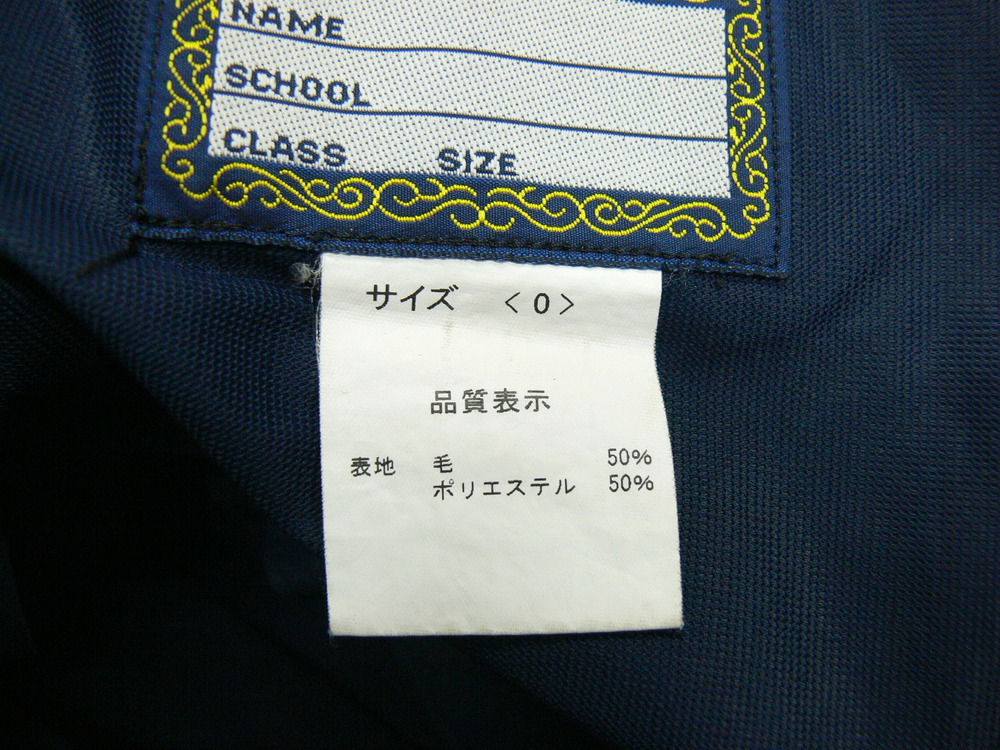 NAME
SCHOOL
CLASS SIZE
サイズ <0>
品質表示
表地 毛 50%
ポリエステル 50%